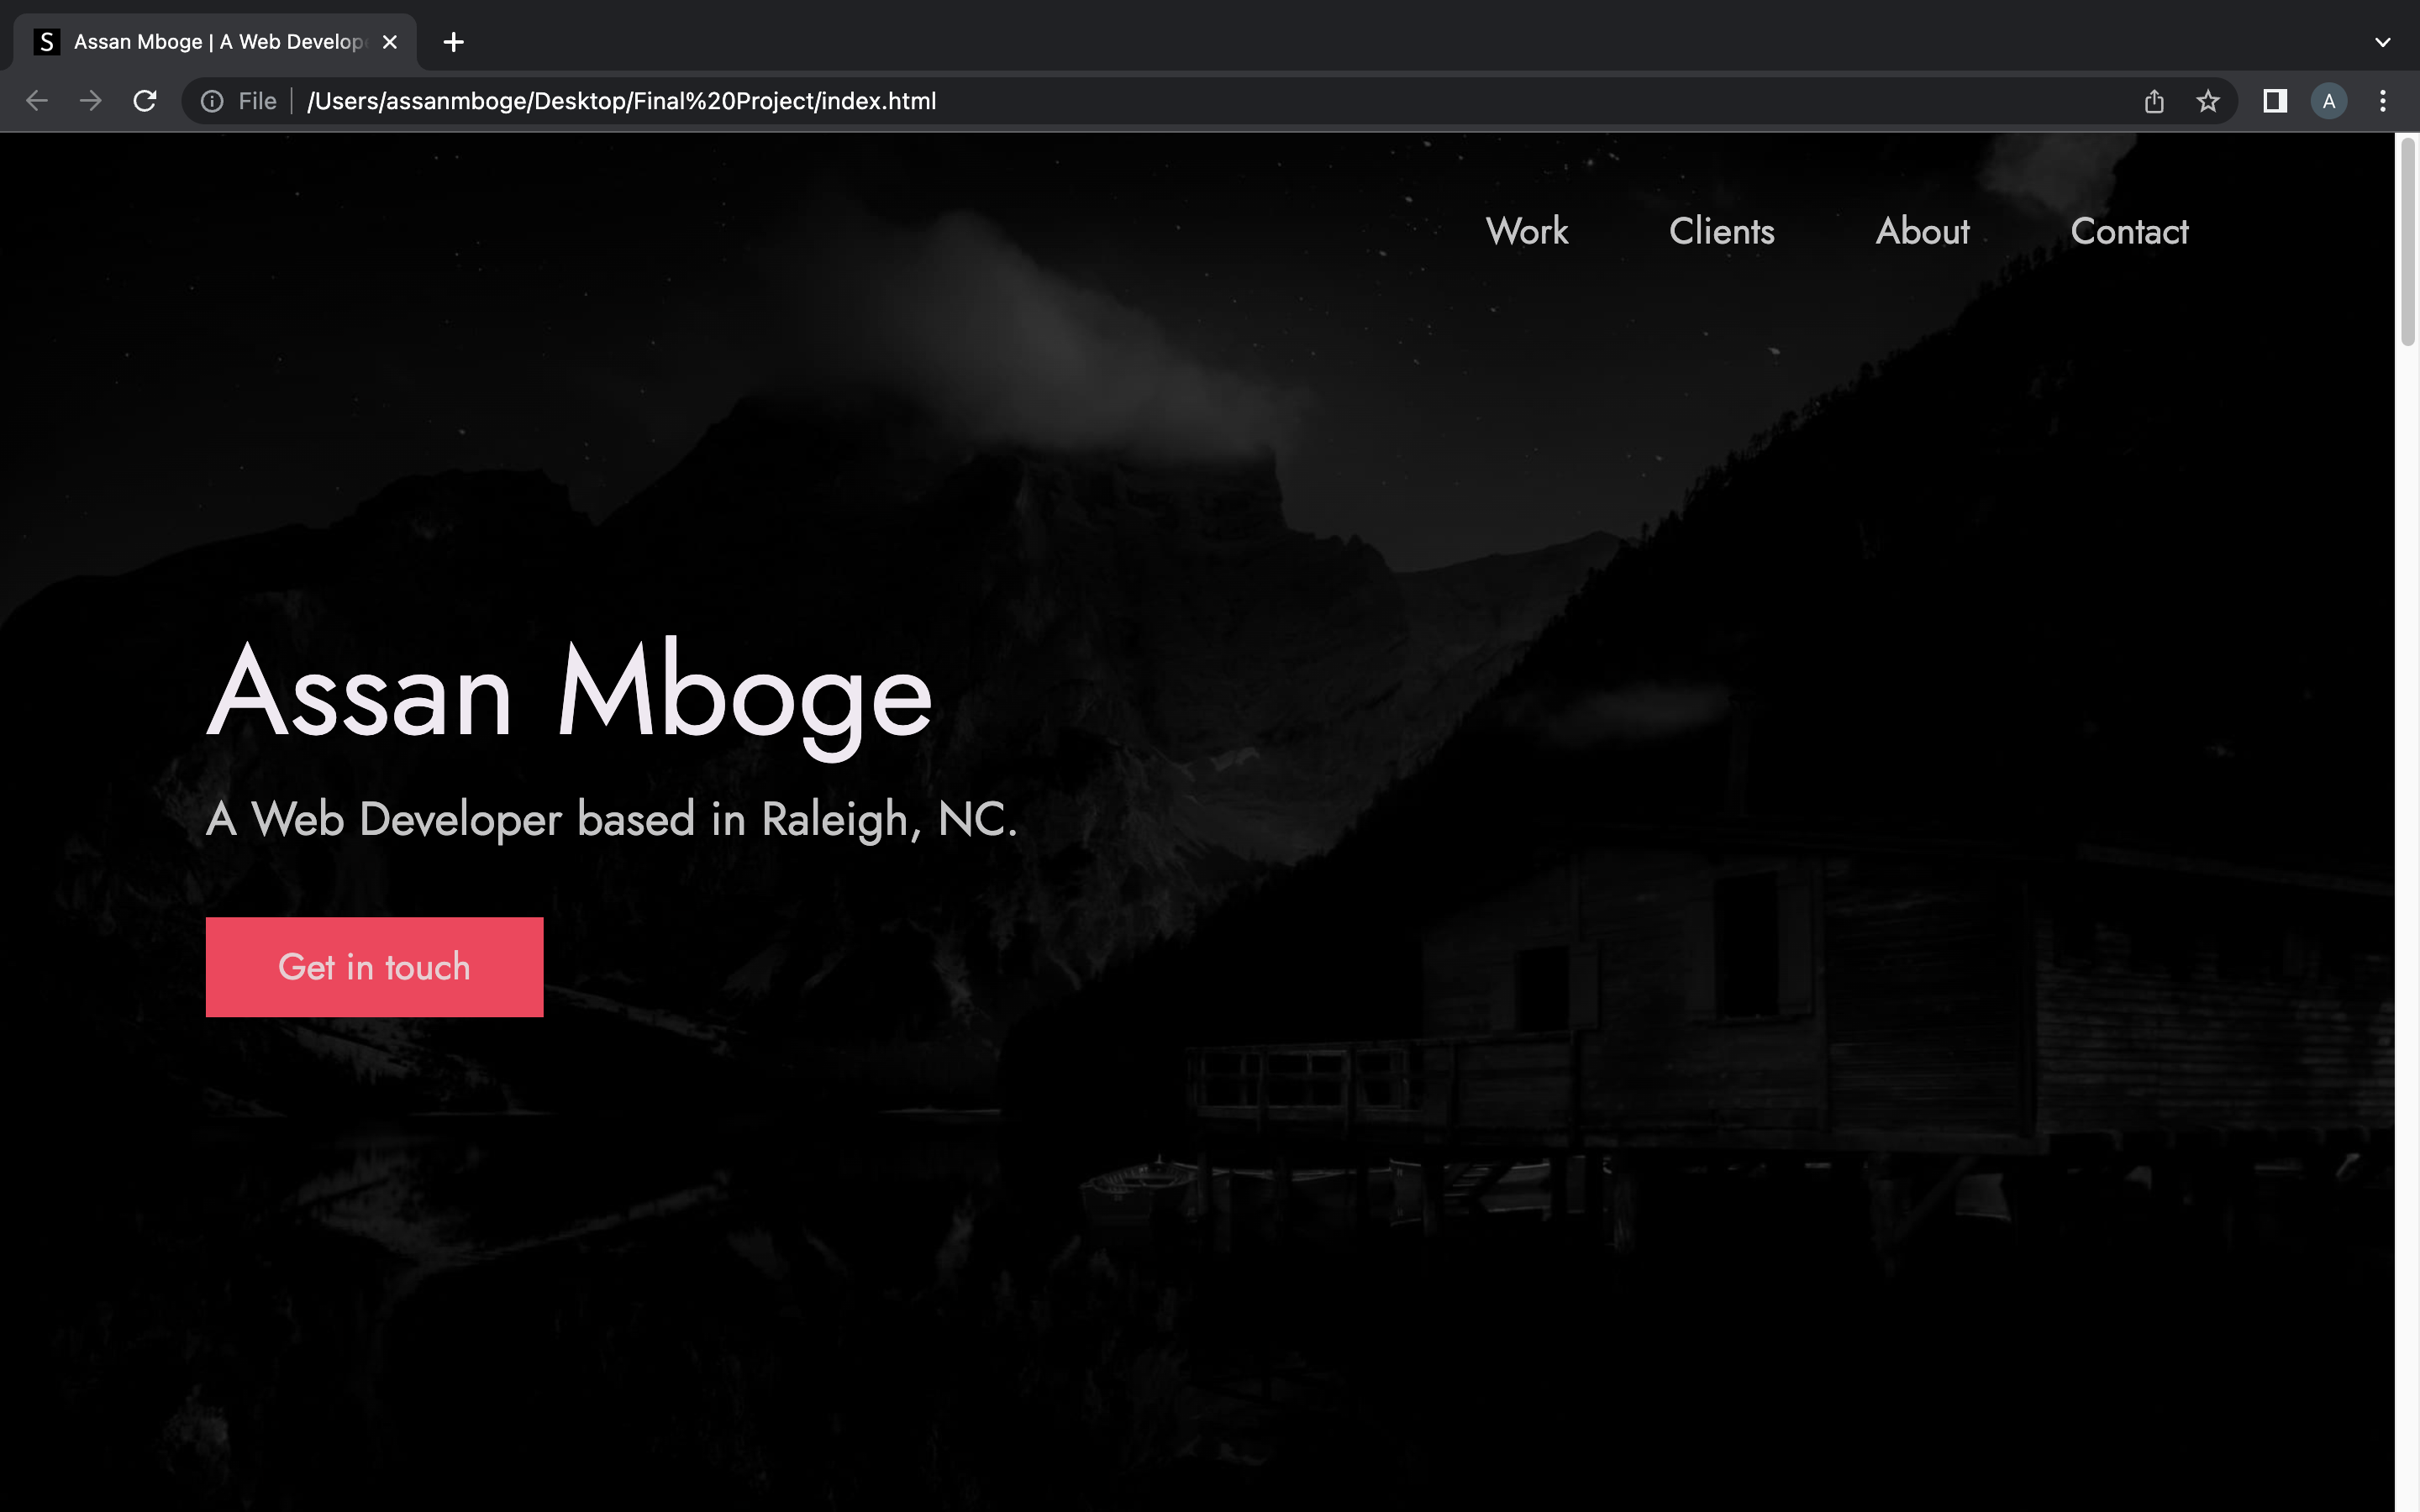 S Assan Mboge | A Web Develop
File /Users/assanmboge/Desktop/Final%20Project/index.html A
Work Clients About Contact
Assan Mboge
A Web Developer based in Raleigh, NC.
Get in touch